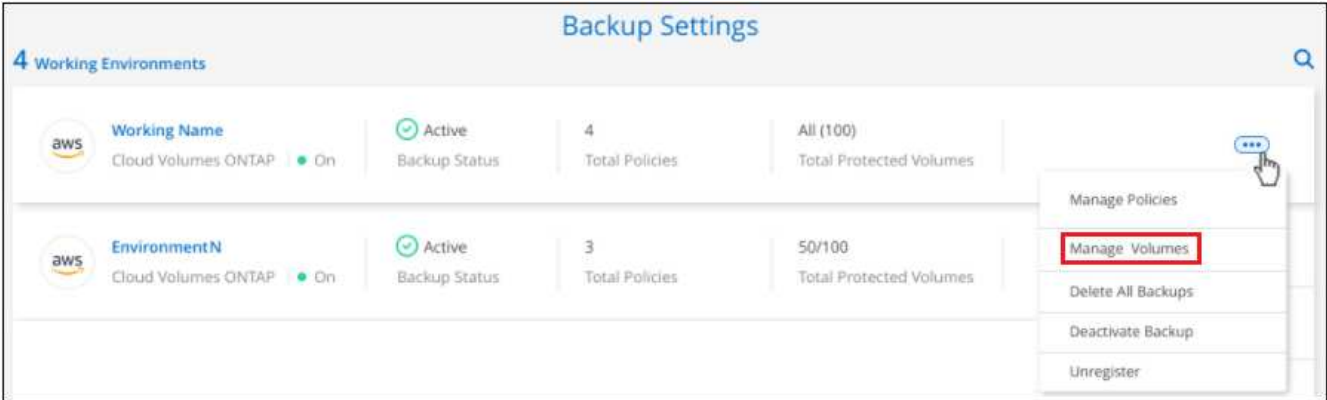 Backup Settings
4 Working Environments
aws
Working Name
Cloud Volumes ONTAP
On
Active
Backup Status
4
Total Policies
All (100)
Total Protected Volumes
Manage Policies
Manage Volumes
Delete All Backups
Deactivate Backup
Unregister
aws
EnvironmentN
Cloud Volumes ONTAP
On
Active
Backup Status
3
Total Policies
50/100
Total Protected Volumes